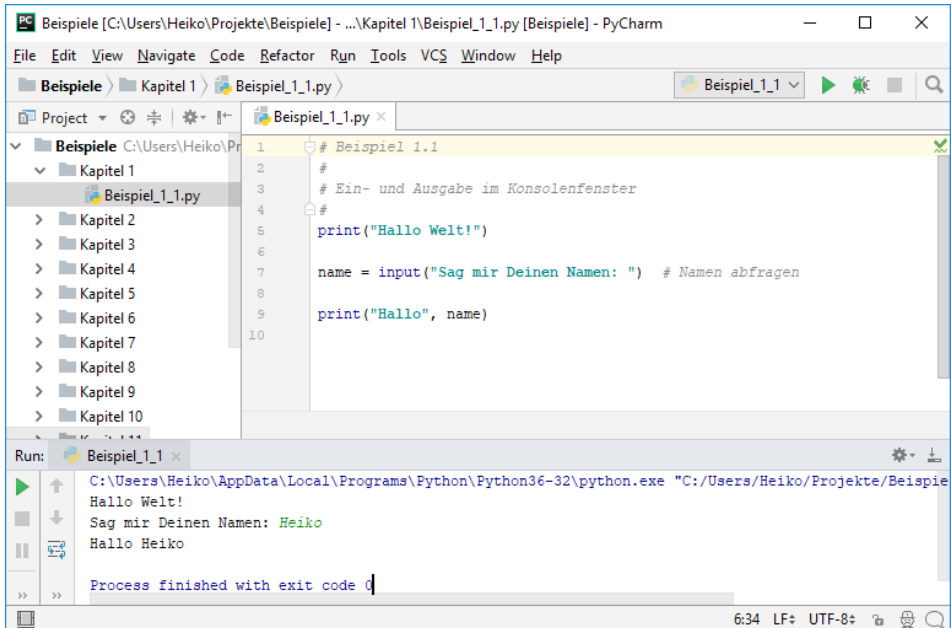 PC Beispiele [C:\Users\Heiko\Projekte\Beispiele] - ...\Kapitel 1\Beispiel_1_1.py [Beispiele] - PyCharm
File Edit View Navigate Code Refactor Run Tools VCS Window Help
Beispiele Kapitel 1 Beispiel_1_1.py Beispiel_1_1
Project
Beispiel_1_1.py
Beispiele C:\Users\Heiko\Pr
Kapitel 1
Beispiel_1_1.py
Kapitel 2
Kapitel 3
Kapitel 4
Kapitel 5
Kapitel 6
Kapitel 7
Kapitel 8
Kapitel 9
Kapitel 10
1 # Beispiel 1.1
2 #
3 # Ein- und Ausgabe im Konsolenfenster
4 #
5 print("Hallo Welt!")
6
7 name = input("Sag mir Deinen Namen: ") # Namen abfragen
8
9 print("Hallo", name)
10
Run: Beispiel_1_1
C:\Users\Heiko\AppData\Local\Programs\Python\Python36-32\python.exe "C:/Users/Heiko/Projekte/Beispie
Hallo Welt!
Sag mir Deinen Namen: Heiko
Hallo Heiko
Process finished with exit code 0
6:34 LF UTF-8